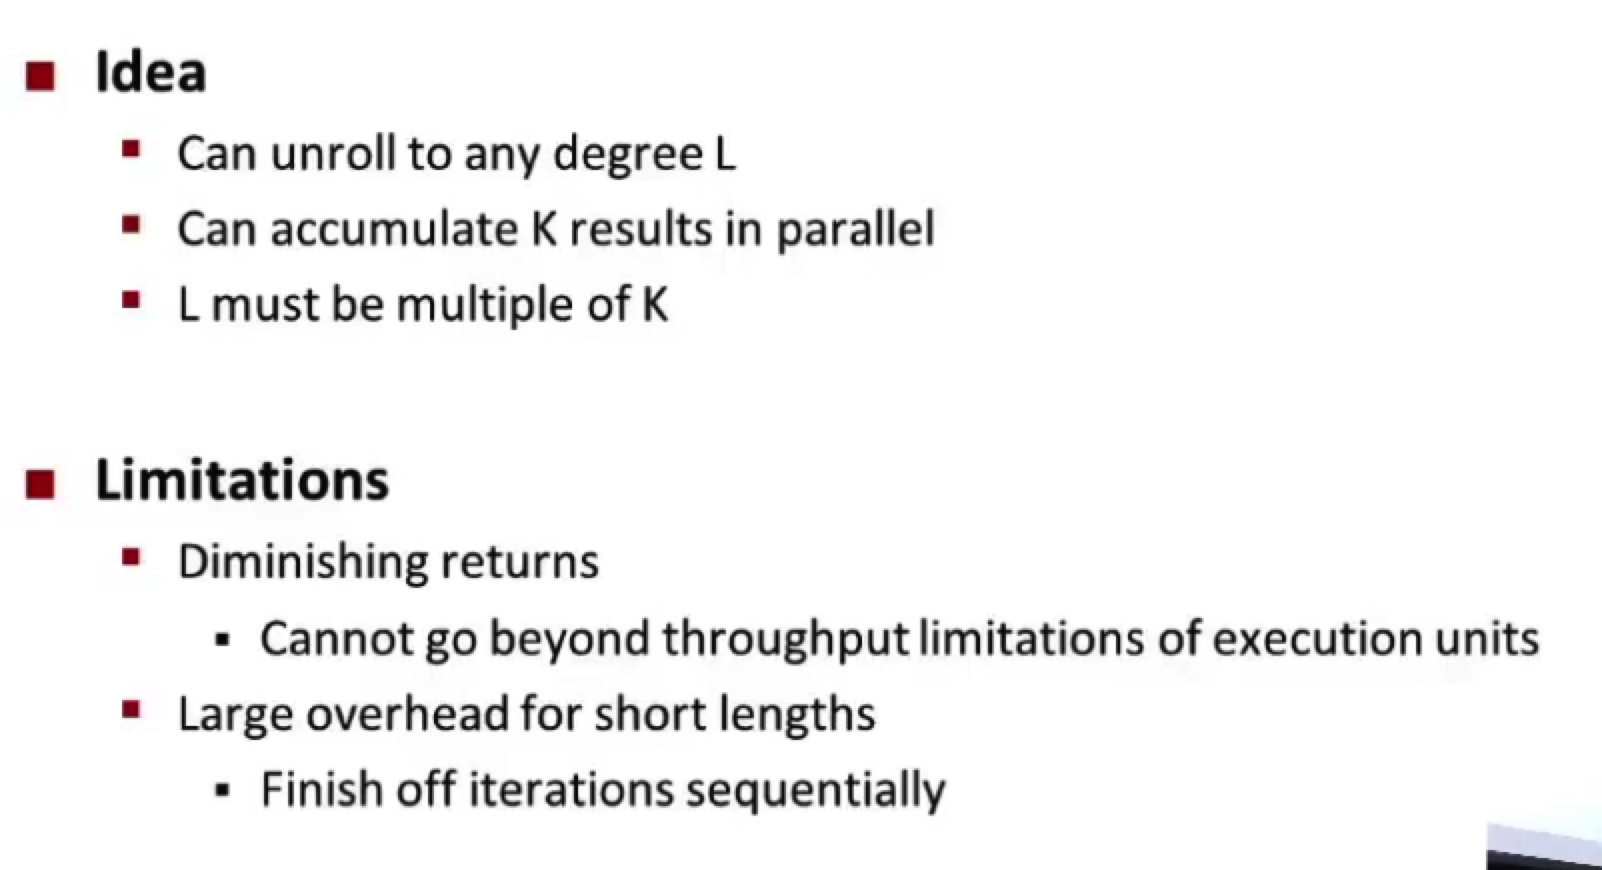 Idea
Can unroll to any degree L
Can accumulate K results in parallel
L must be multiple of K
Limitations
Diminishing returns
Cannot go beyond throughput limitations of execution units
Large overhead for short lengths
Finish off iterations sequentially